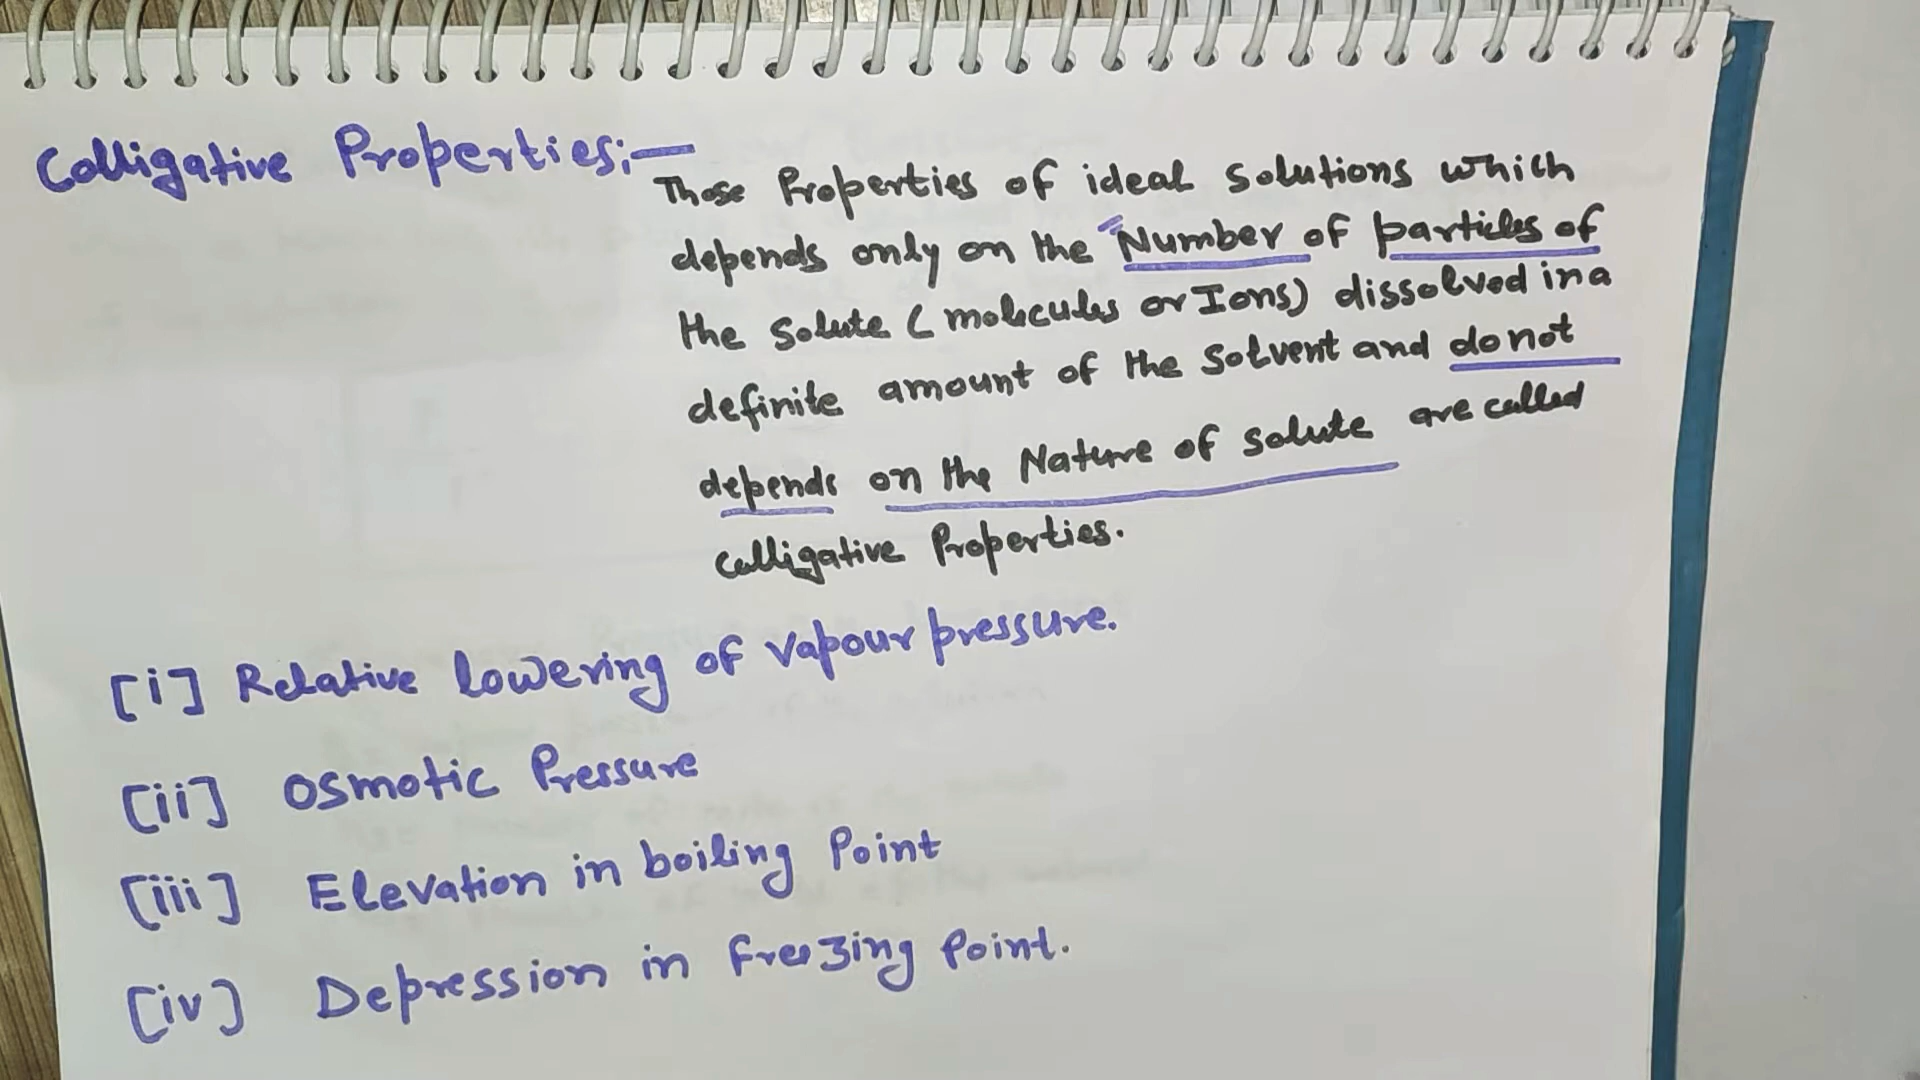 Colligative Properties:—
Those Properties of ideal solutions which
depends only on the "Number of particles of
the Solute (molecules or Ions) dissolved in a
definite amount of the Solvent and do not
depends on the Nature of solute are called
colligative Properties.
[i] Relative lowering of vapour pressure.
[ii] Osmotic Pressure
[iii] Elevation in boiling Point
[iv] Depression in freezing Point.